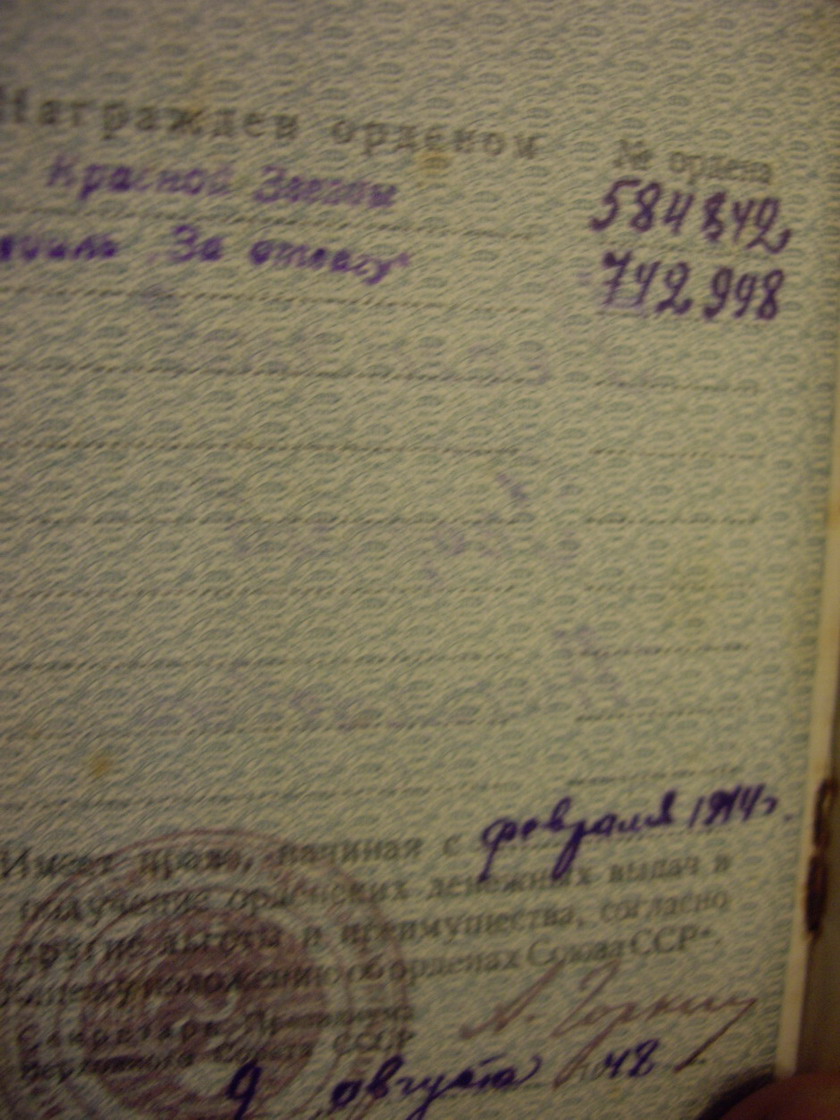 Награжден орденом № ордена
Красной Звезды 584842
"За отвагу" 742998
февраля 1944г.
Имеет право, начиная с
получение орденских денежных выдач и
другие льготы и преимущества, согласно
Общему положению об орденах Союза ССР".
Секретарь Президиума
Верховного Совета СССР
А. Горкин
9 августа 1948